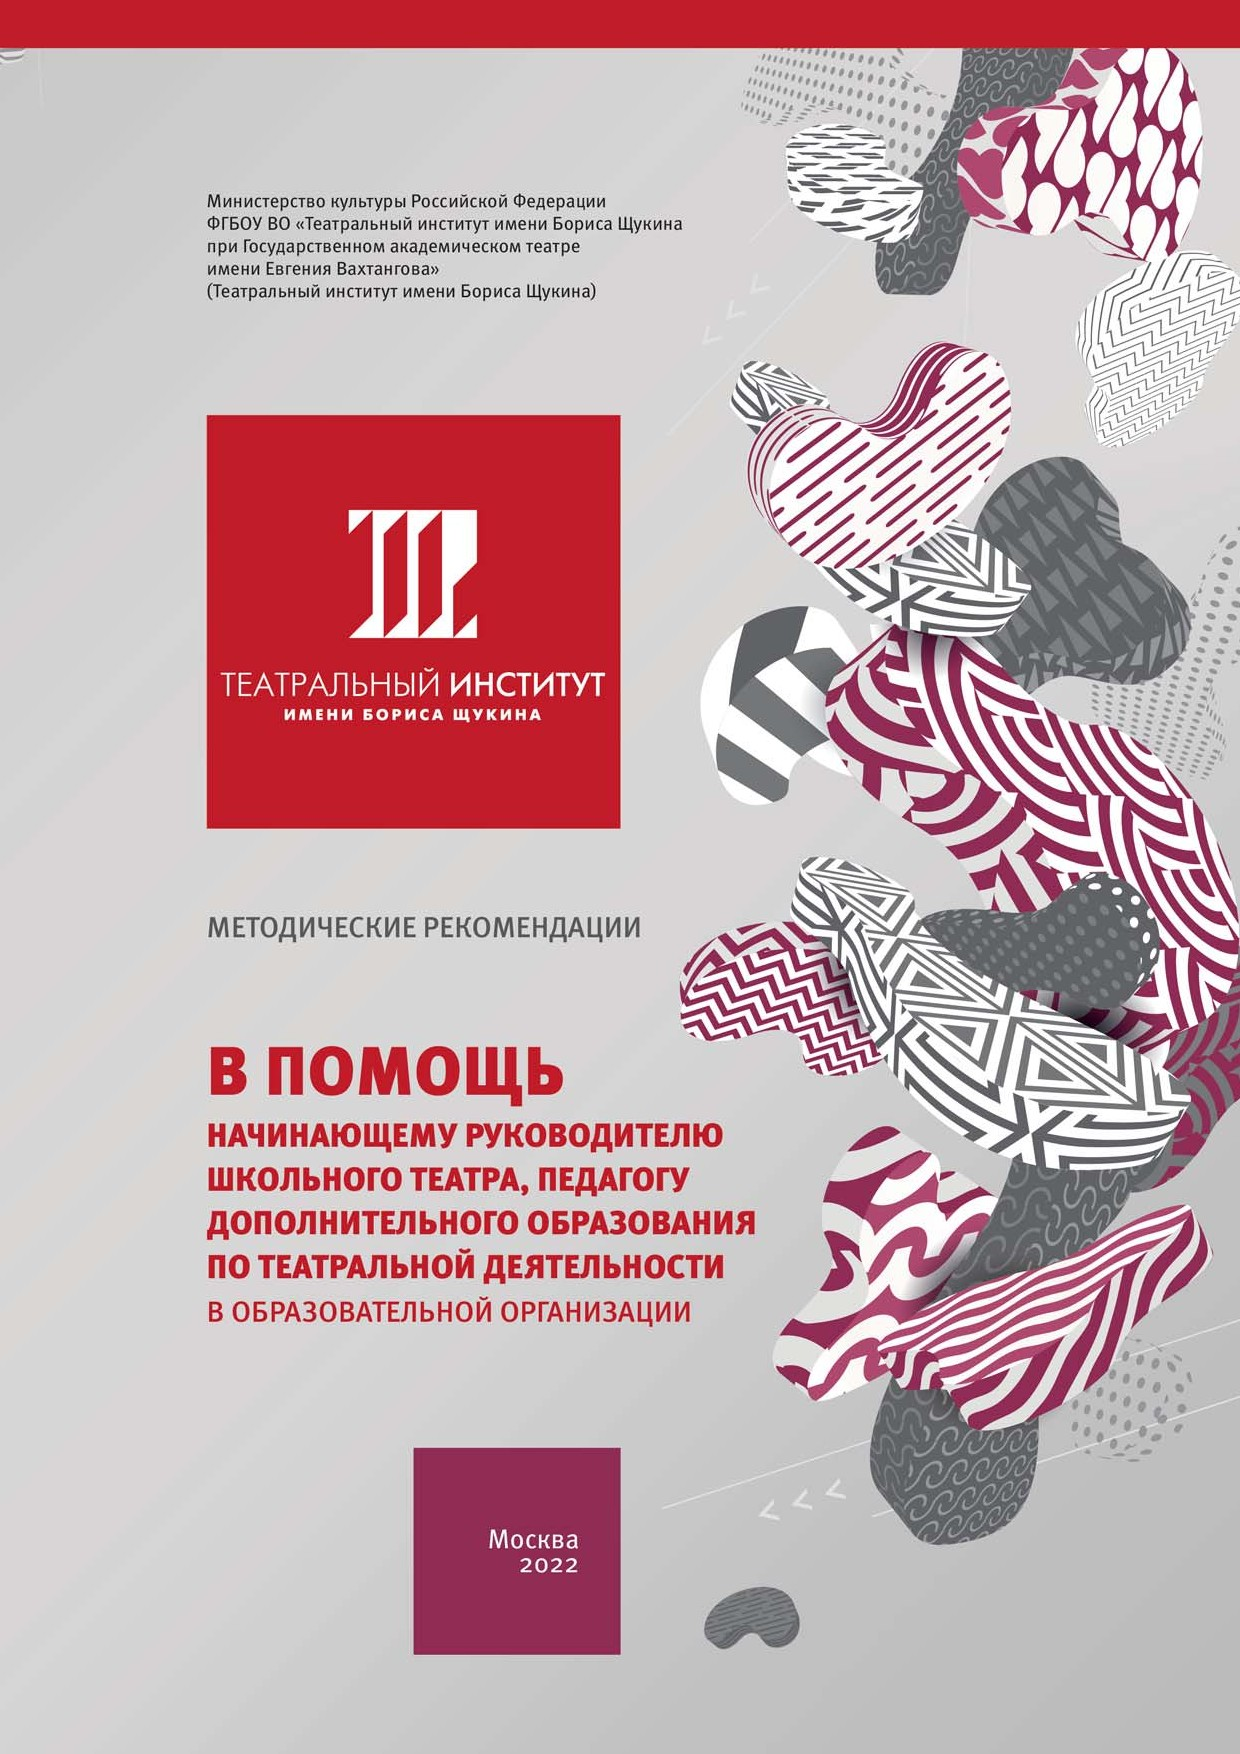 Министерство культуры Российской Федерации
ФГБОУ ВО «Театральный институт имени Бориса Щукина
при Государственном академическом театре
имени Евгения Вахтангова»
(Театральный институт имени Бориса Щукина)
ТЕАТРАЛЬНЫЙ ИНСТИТУТ
ИМЕНИ БОРИСА ЩУКИНА
МЕТОДИЧЕСКИЕ РЕКОМЕНДАЦИИ
В ПОМОЩЬ
НАЧИНАЮЩЕМУ РУКОВОДИТЕЛЮ
ШКОЛЬНОГО ТЕАТРА, ПЕДАГОГУ
ДОПОЛНИТЕЛЬНОГО ОБРАЗОВАНИЯ
ПО ТЕАТРАЛЬНОЙ ДЕЯТЕЛЬНОСТИ
В ОБРАЗОВАТЕЛЬНОЙ ОРГАНИЗАЦИИ
Москва
2022